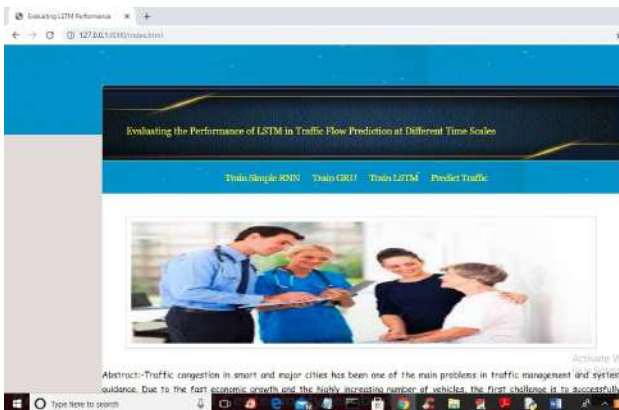 Evaluating LSTM Performance
127.0.0.1:8000/index.html
Evaluating the Performance of LSTM in Traffic Flow Prediction at Different Time Scales
Train Simple RNN Train GRU Train LSTM Predict Traffic
Activate W
Abstract:-Traffic congestion in smart and major cities has been one of the main problems in traffic management and system
guidance. Due to the fast economic growth and the highly increasing number of vehicles, the first challenge is to successfully
Type here to search